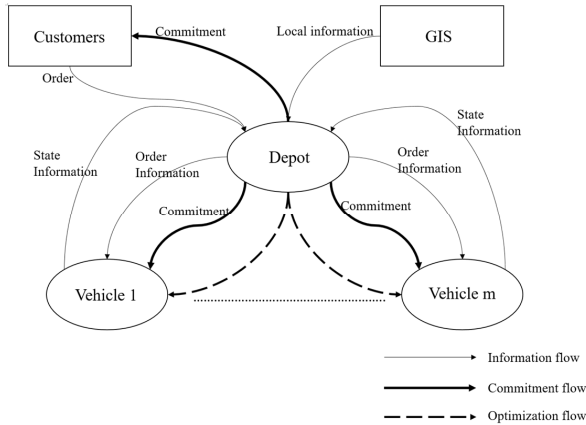 Customers
Commitment
Local information
GIS
Order
State
Information
Order
Information
Depot
Order
Information
State
Information
Commitment
Commitment
Vehicle 1
Vehicle m
Information flow
Commitment flow
Optimization flow